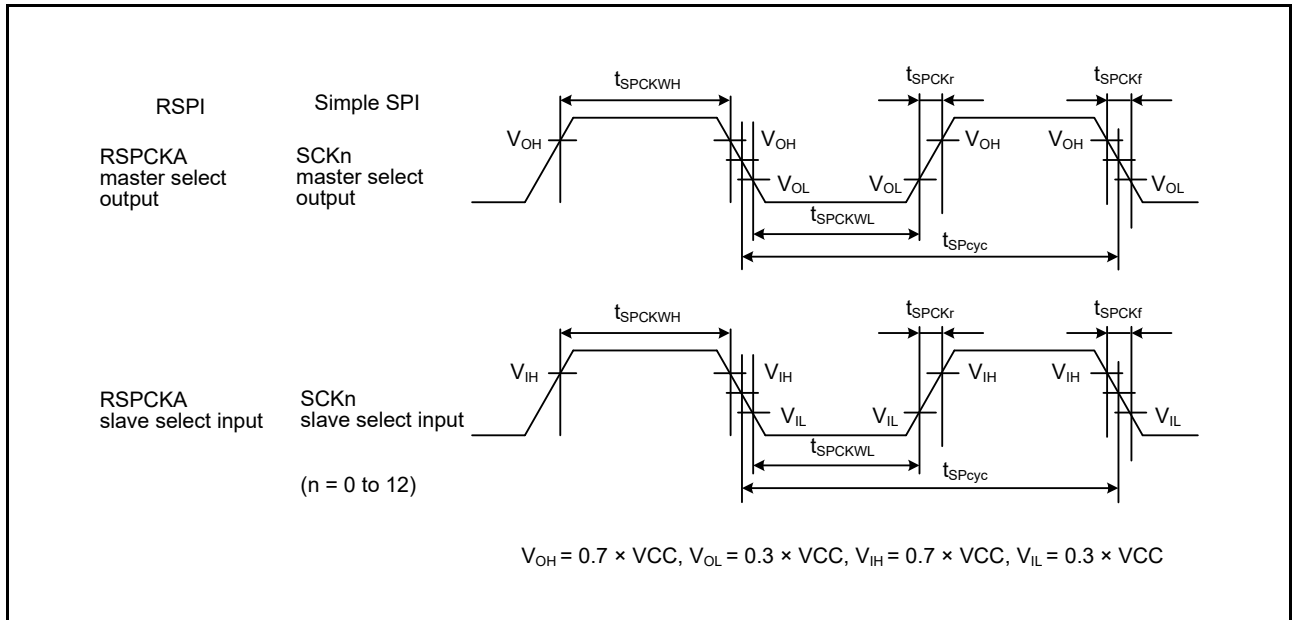 RSPI
Simple SPI
RSPCKA
master select
output
SCKn
master select
output
tSPCKWH
tSPCKr
tSPCKf
VOH
VOH
VOL
VOL
VOH
VOH
VOL
tSPCKWL
tSPcyc
RSPCKA
slave select input
SCKn
slave select input
(n = 0 to 12)
tSPCKWH
tSPCKr
tSPCKf
VIH
VIH
VIL
VIL
VIH
VIH
VIL
tSPCKWL
tSPcyc
VOH = 0.7 × VCC, VOL = 0.3 × VCC, VIH = 0.7 × VCC, VIL = 0.3 × VCC